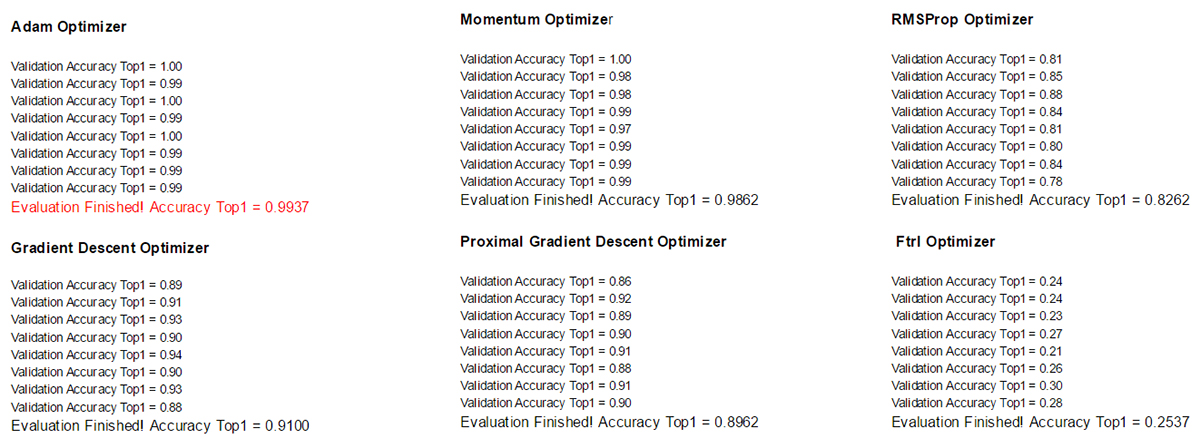 Adam Optimizer
Validation Accuracy Top1 = 1.00
Validation Accuracy Top1 = 0.99
Validation Accuracy Top1 = 1.00
Validation Accuracy Top1 = 0.99
Validation Accuracy Top1 = 1.00
Validation Accuracy Top1 = 0.99
Validation Accuracy Top1 = 0.99
Validation Accuracy Top1 = 0.99
Evaluation Finished! Accuracy Top1 = 0.9937
Momentum Optimizer
Validation Accuracy Top1 = 1.00
Validation Accuracy Top1 = 0.98
Validation Accuracy Top1 = 0.98
Validation Accuracy Top1 = 0.99
Validation Accuracy Top1 = 0.97
Validation Accuracy Top1 = 0.99
Validation Accuracy Top1 = 0.99
Validation Accuracy Top1 = 0.99
Evaluation Finished! Accuracy Top1 = 0.9862
RMSProp Optimizer
Validation Accuracy Top1 = 0.81
Validation Accuracy Top1 = 0.85
Validation Accuracy Top1 = 0.88
Validation Accuracy Top1 = 0.84
Validation Accuracy Top1 = 0.81
Validation Accuracy Top1 = 0.80
Validation Accuracy Top1 = 0.84
Validation Accuracy Top1 = 0.78
Evaluation Finished! Accuracy Top1 = 0.8262
Gradient Descent Optimizer
Validation Accuracy Top1 = 0.89
Validation Accuracy Top1 = 0.91
Validation Accuracy Top1 = 0.93
Validation Accuracy Top1 = 0.90
Validation Accuracy Top1 = 0.94
Validation Accuracy Top1 = 0.90
Validation Accuracy Top1 = 0.93
Validation Accuracy Top1 = 0.88
Evaluation Finished! Accuracy Top1 = 0.9100
Proximal Gradient Descent Optimizer
Validation Accuracy Top1 = 0.86
Validation Accuracy Top1 = 0.92
Validation Accuracy Top1 = 0.89
Validation Accuracy Top1 = 0.90
Validation Accuracy Top1 = 0.91
Validation Accuracy Top1 = 0.88
Validation Accuracy Top1 = 0.91
Validation Accuracy Top1 = 0.90
Evaluation Finished! Accuracy Top1 = 0.8962
Ftrl Optimizer
Validation Accuracy Top1 = 0.24
Validation Accuracy Top1 = 0.24
Validation Accuracy Top1 = 0.23
Validation Accuracy Top1 = 0.27
Validation Accuracy Top1 = 0.21
Validation Accuracy Top1 = 0.26
Validation Accuracy Top1 = 0.30
Validation Accuracy Top1 = 0.28
Evaluation Finished! Accuracy Top1 = 0.2537